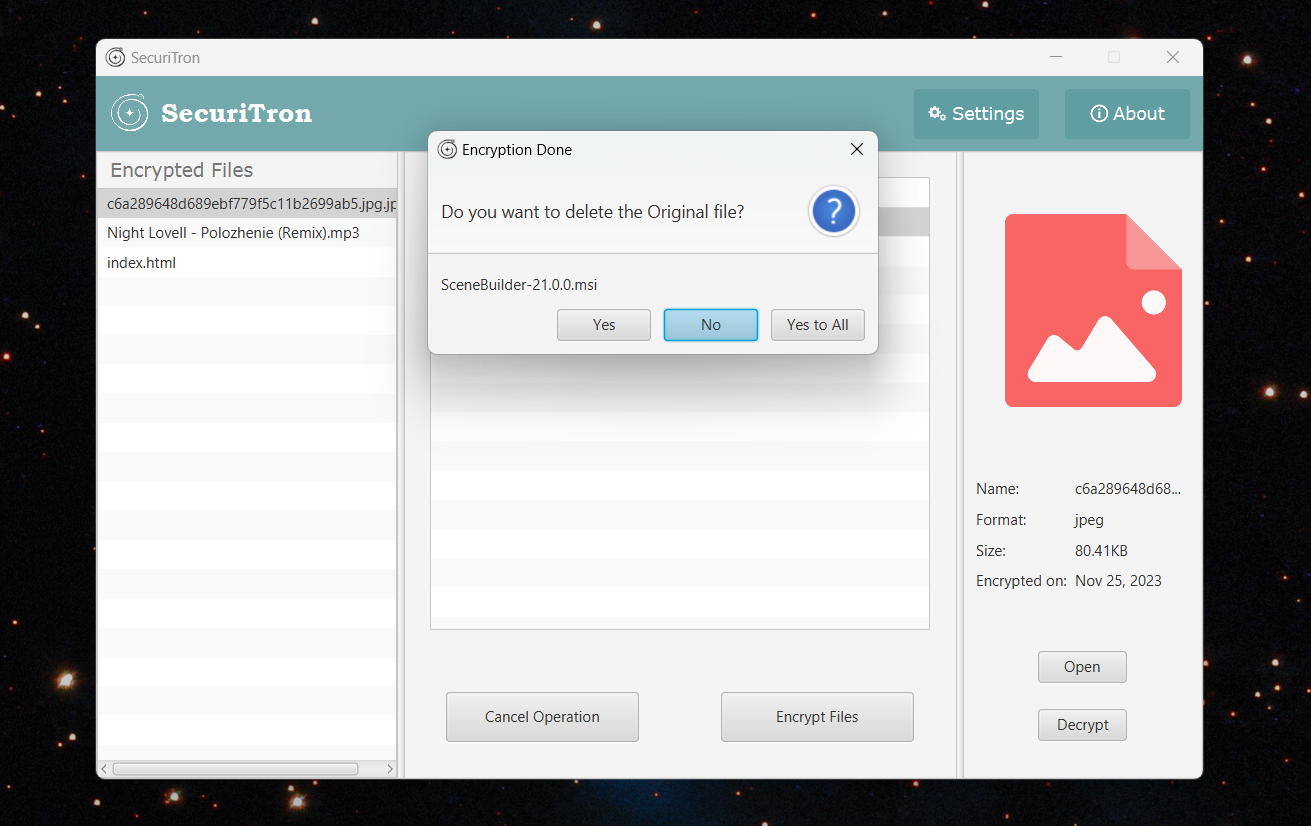 SecuriTron
SecuriTron
Settings
About
Encrypted Files
c6a289648d689ebf779f5c11b2699ab5.jpg.jp
Night Lovell - Polozhenie (Remix).mp3
index.html
Encryption Done
Do you want to delete the Original file?
?
SceneBuilder-21.0.0.msi
Yes
No
Yes to All
Cancel Operation
Encrypt Files
Name: c6a289648d68...
Format: jpeg
Size: 80.41KB
Encrypted on: Nov 25, 2023
Open
Decrypt